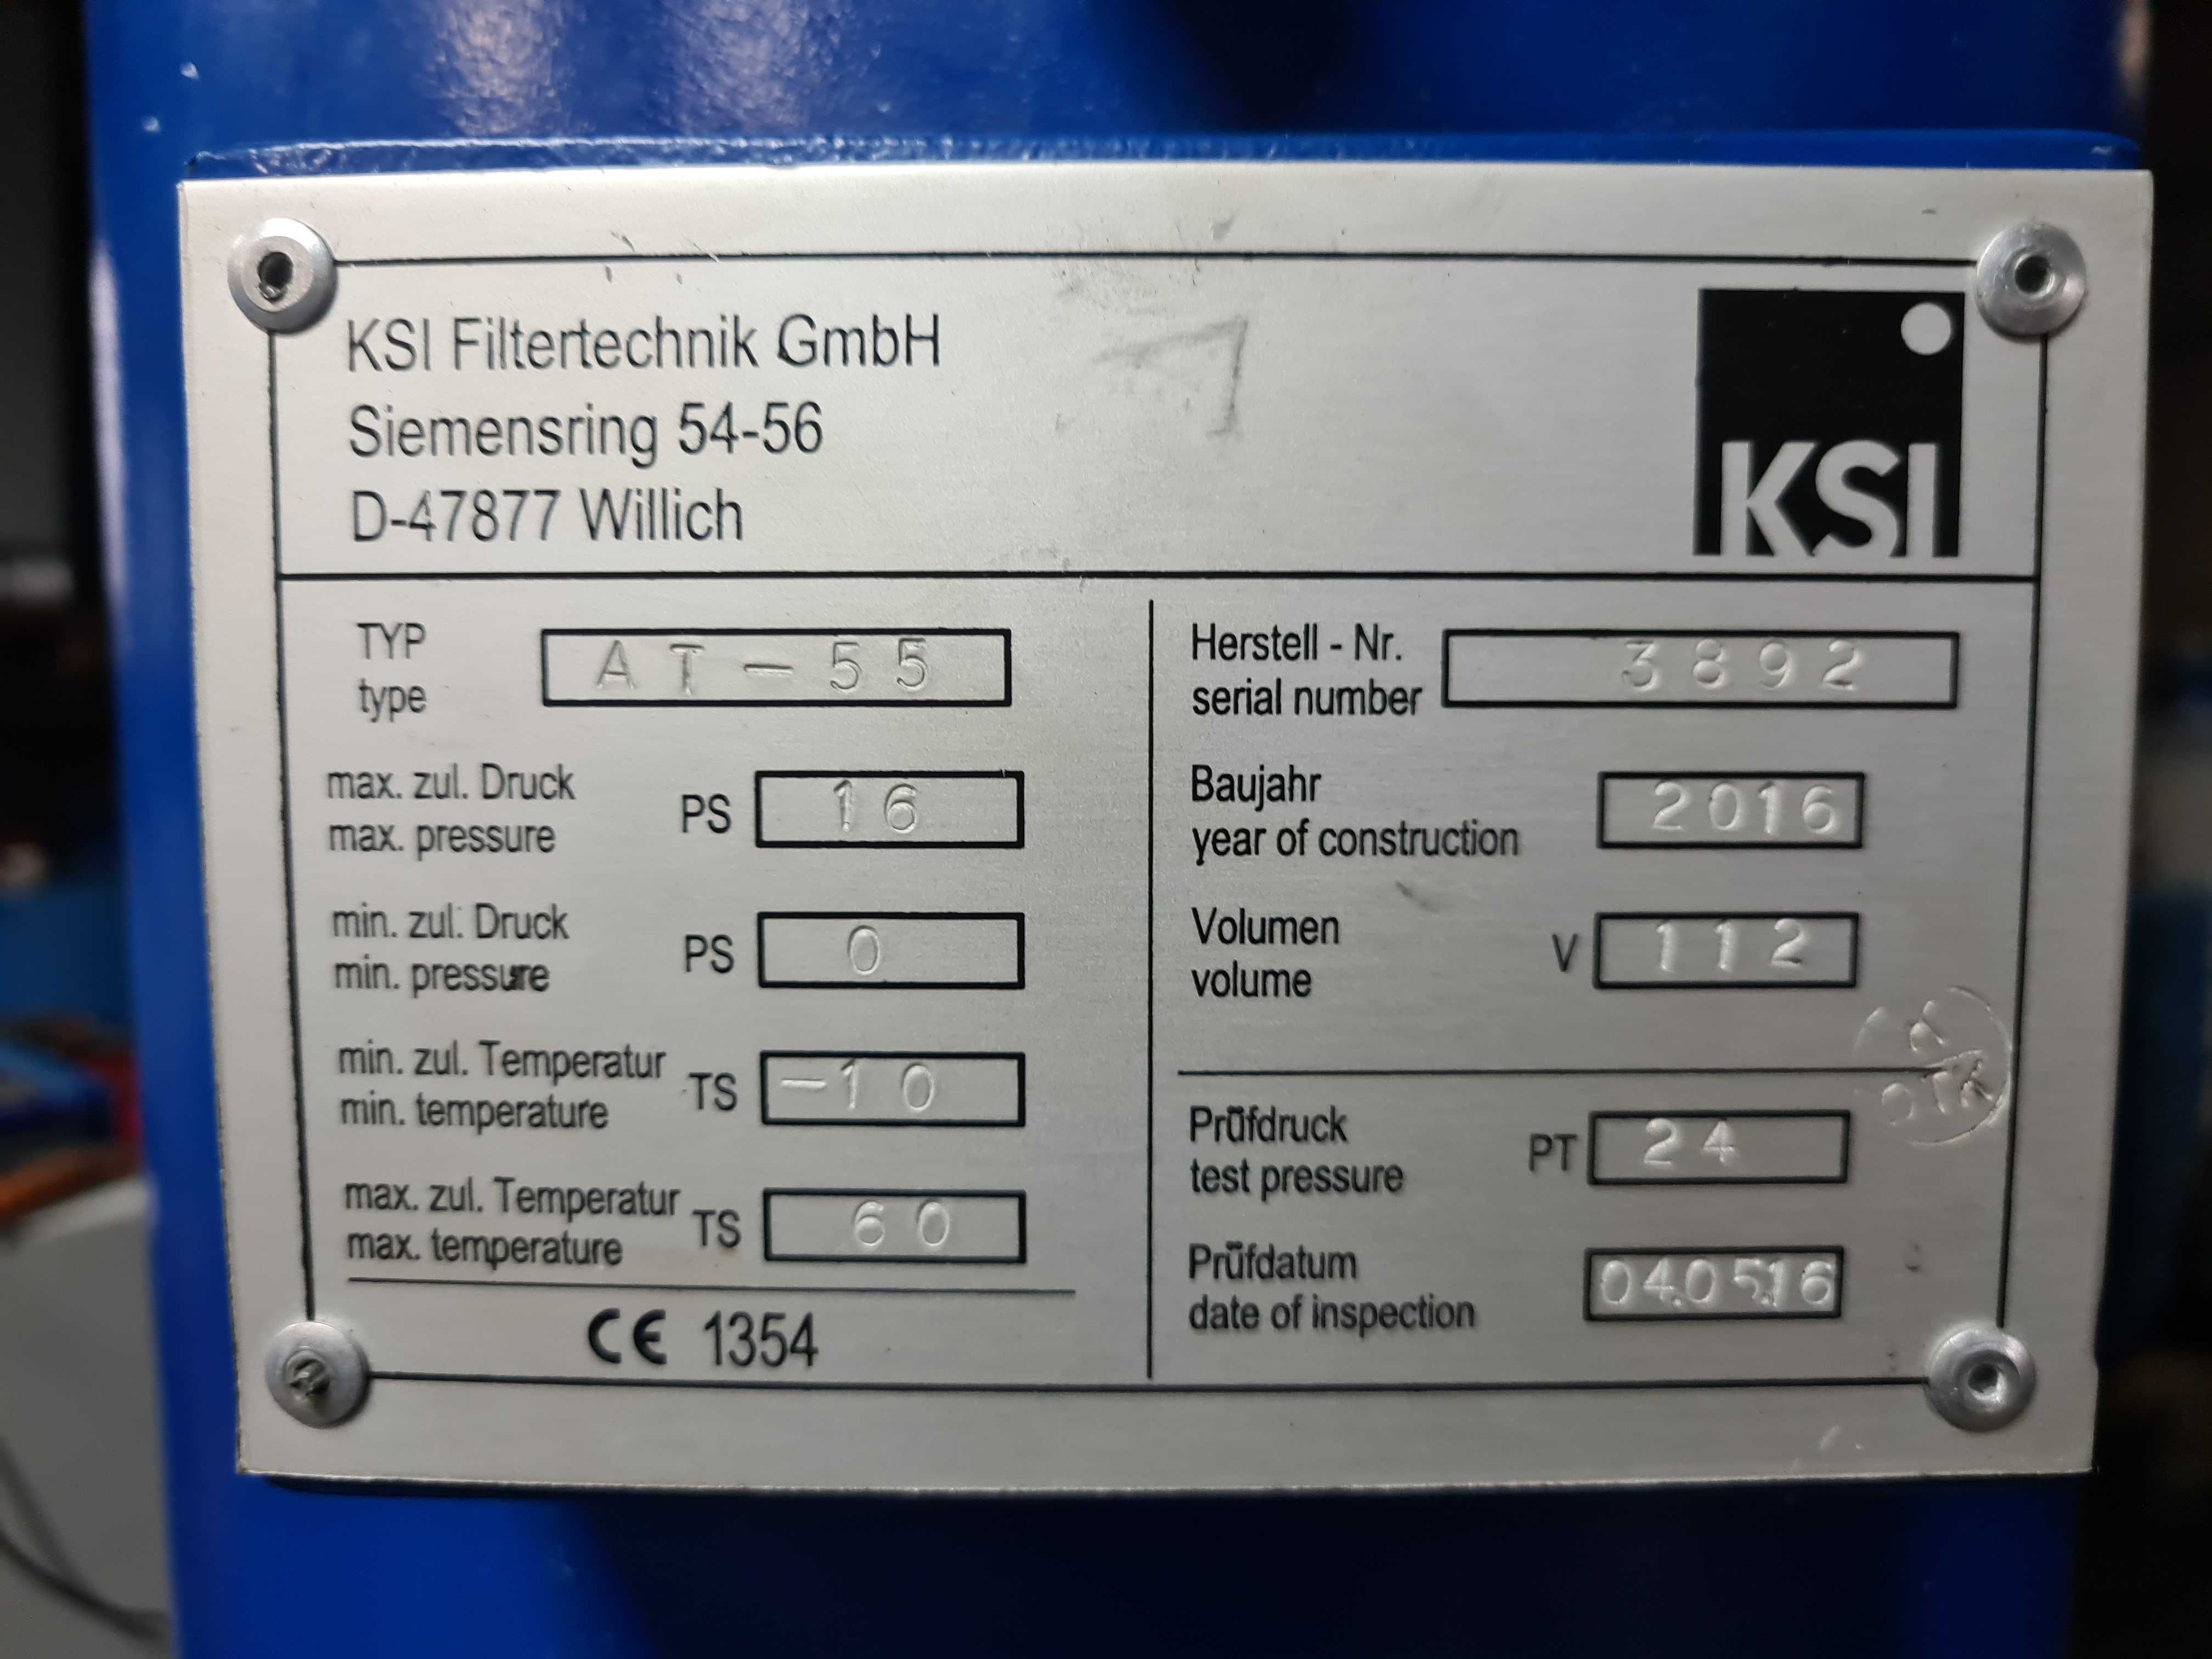 KSI Filtertechnik GmbH
Siemensring 54-56
D-47877 Willich
KSI
TYP
type
AT-55
max. zul. Druck
max. pressure
PS 16
min. zul. Druck
min. pressure
PS 0
min. zul. Temperatur
min. temperature
TS -10
max. zul. Temperatur
max. temperature
TS 60
CE 1354
Herstell - Nr.
serial number
3892
Baujahr
year of construction
2016
Volumen
volume
V 112
Prüfdruck
test pressure
PT 24
Prüfdatum
date of inspection
04.05.16